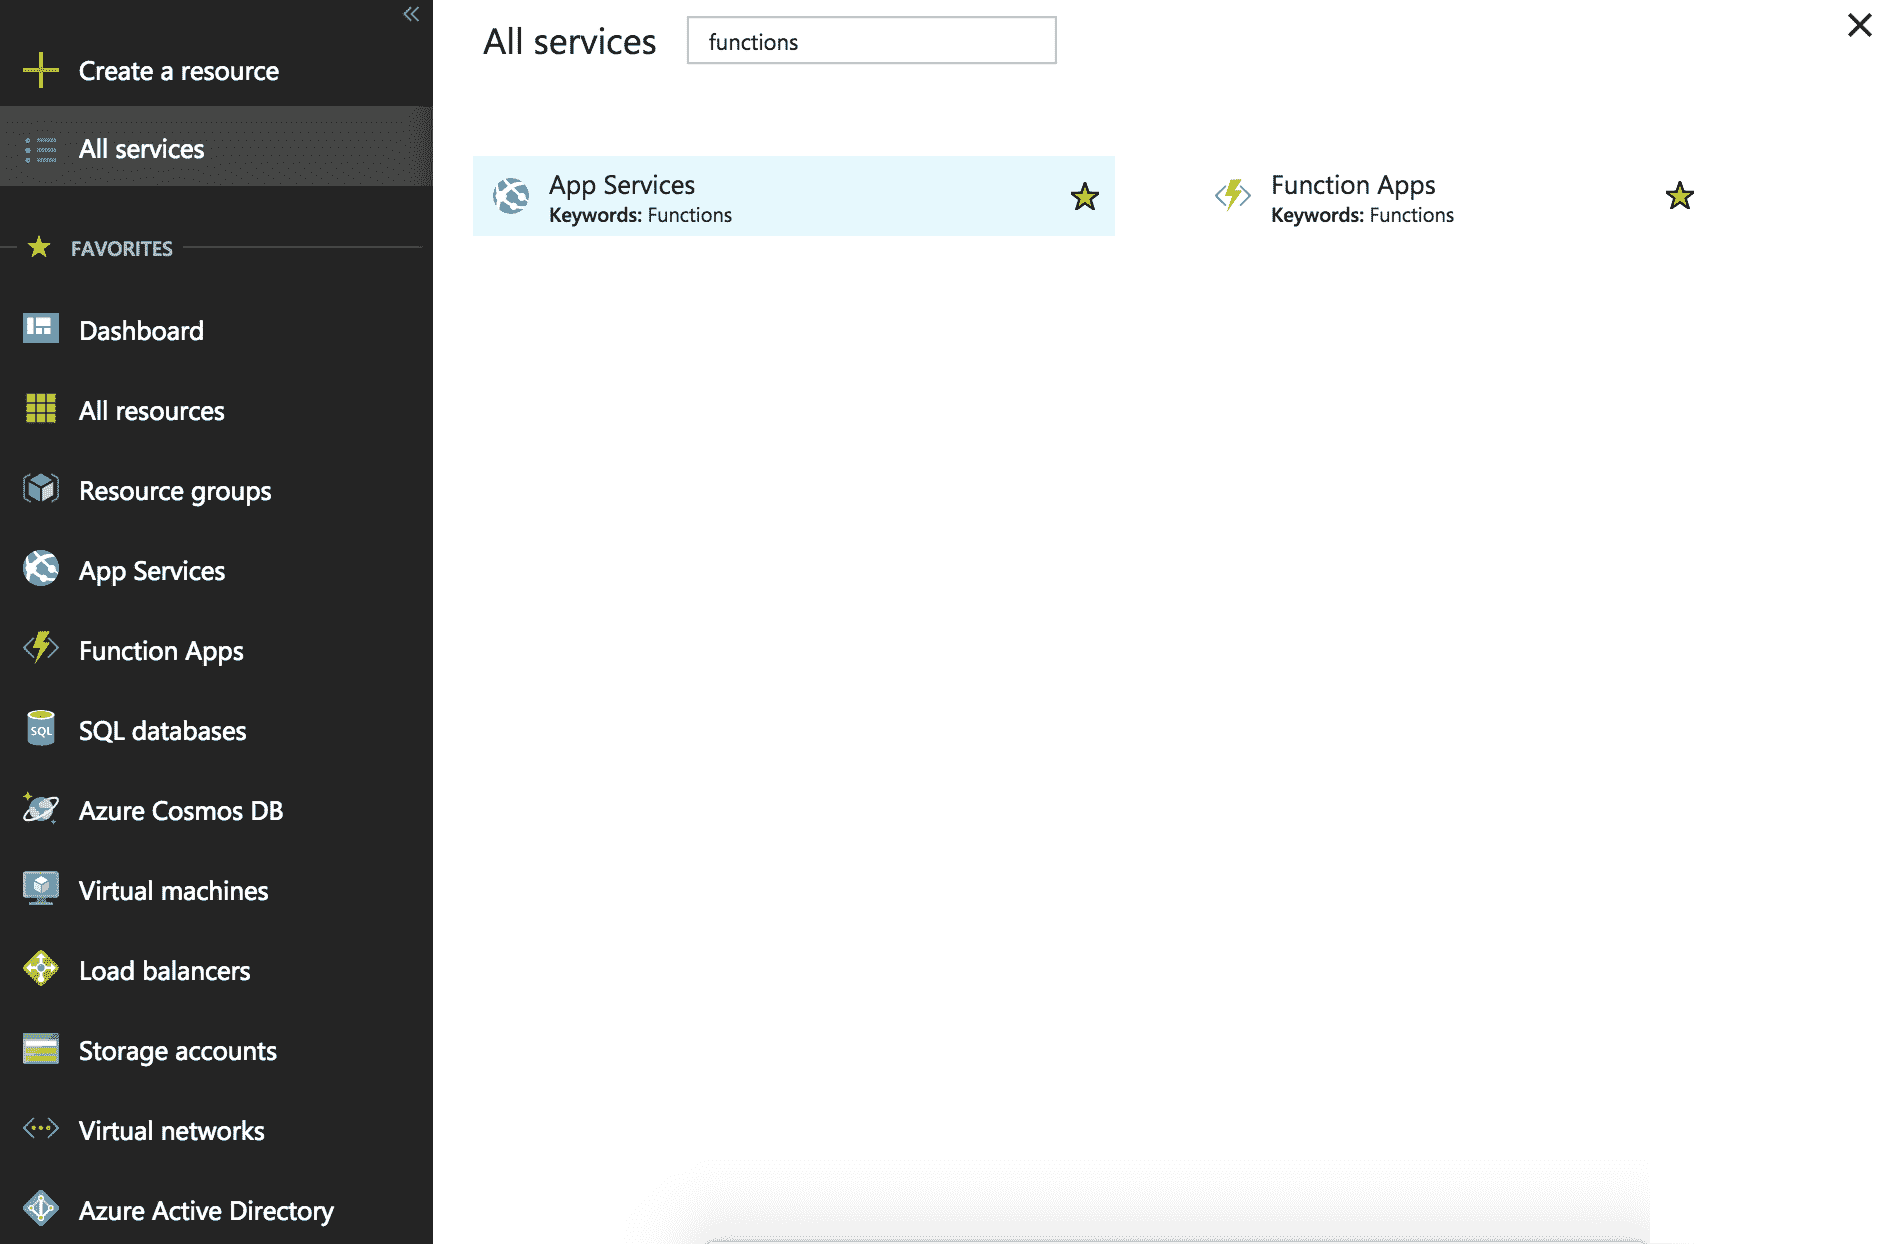 Create a resource
All services
FAVORITES
Dashboard
All resources
Resource groups
App Services
Function Apps
SQL
SQL databases
Azure Cosmos DB
Virtual machines
Load balancers
Storage accounts
Virtual networks
Azure Active Directory
All services
functions
App Services
Keywords: Functions
Function Apps
Keywords: Functions